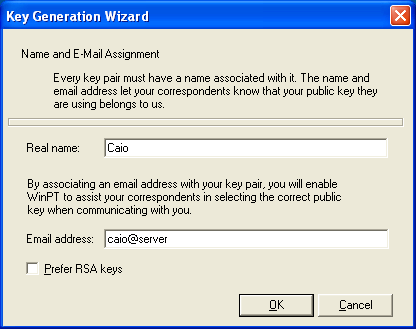 Key Generation Wizard
Name and E-Mail Assignment
Every key pair must have a name associated with it. The name and
email address let your correspondents know that your public key they
are using belongs to us.
Real name: Caio
By associating an email address with your key pair, you will enable
WinPT to assist your correspondents in selecting the correct public
key when communicating with you.
Email address: caio@server
Prefer RSA keys
OK Cancel